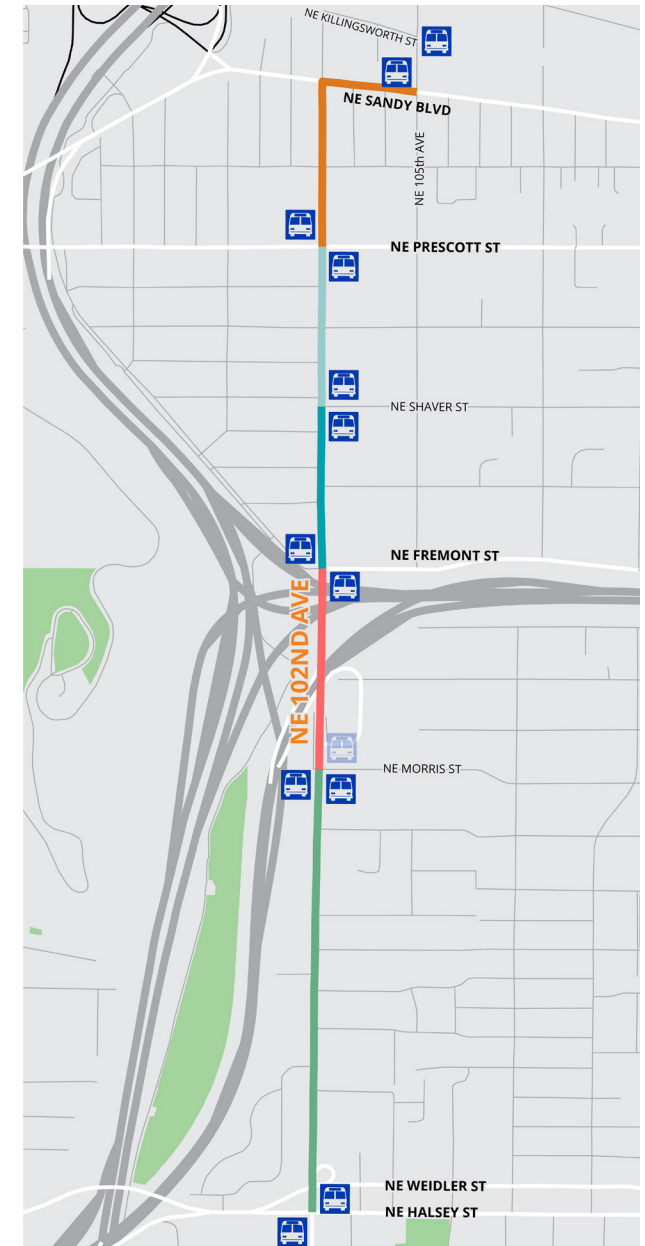 NE KILLINGSWORTH ST
NE SANDY BLVD
NE 105th AVE
NE PRESCOTT ST
NE SHAVER ST
NE FREMONT ST
NE 102ND AVE
NE MORRIS ST
NE WEIDLER ST
NE HALSEY ST